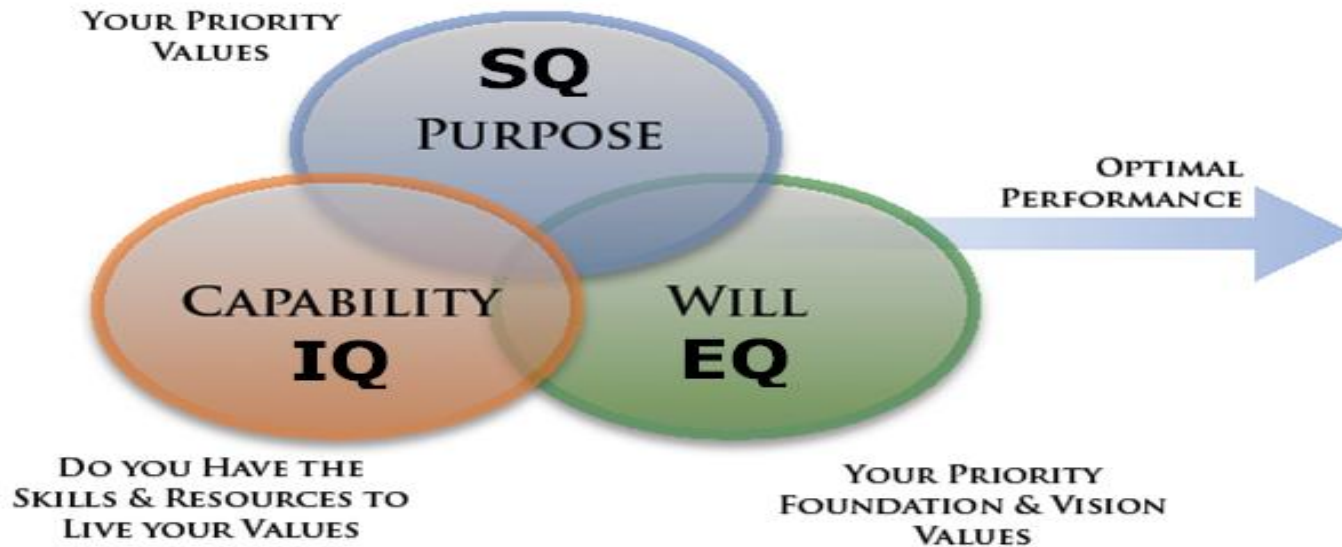 YOUR PRIORITY
VALUES
SQ
PURPOSE
OPTIMAL
PERFORMANCE
CAPABILITY
IQ
WILL
EQ
DO YOU HAVE THE
SKILLS & RESOURCES TO
LIVE YOUR VALUES
YOUR PRIORITY
FOUNDATION & VISION
VALUES